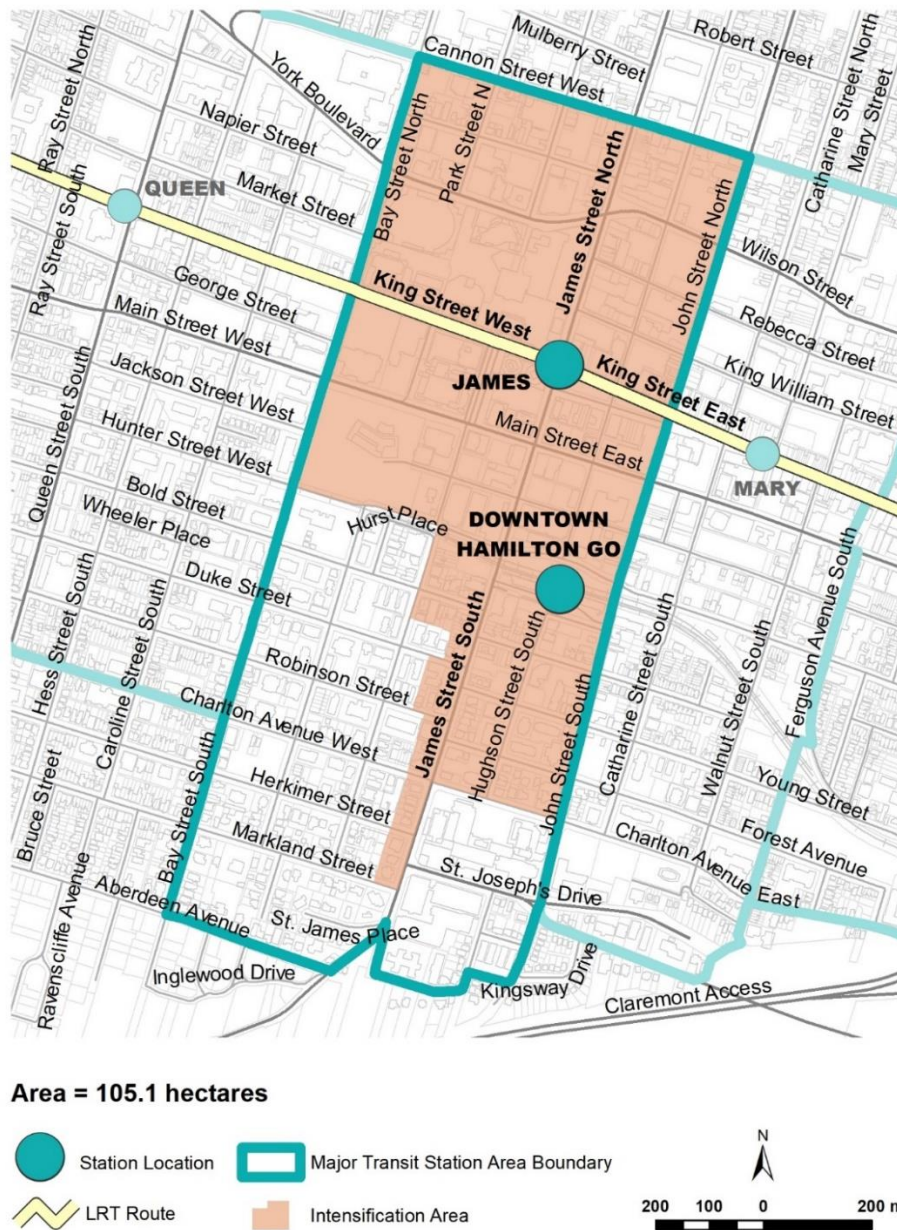 Mulberry Street
Robert Street
Cannon Street West
York Boulevard
Ray Street North
Napier Street
Bay Street North
Park Street N
James Street North
Catharine Street North
Mary Street
QUEEN
Market Street
John Street North
Wilson Street
Ray Street South
George Street
King Street West
Rebecca Street
Main Street West
King Street East
King William Street
JAMES
Jackson Street West
Main Street East
Hunter Street West
Queen Street South
MARY
Bold Street
Hurst Place
DOWNTOWN
HAMILTON GO
Wheeler Place
Duke Street
Hess Street South
Caroline Street South
Robinson Street
James Street South
Hughson Street South
John Street South
Catharine Street South
Walnut Street South
Ferguson Avenue South
Charlton Avenue West
Young Street
Herkimer Street
Forest Avenue
Bruce Street
Bay Street South
Markland Street
Charlton Avenue East
St. Joseph's Drive
Aberdeen Avenue
St. James Place
Ravenscliffe Avenue
Inglewood Drive
Kingsway Drive
Claremont Access
Area = 105.1 hectares
Station Location
Major Transit Station Area Boundary
N
LRT Route
Intensification Area
200 100 0 200 m